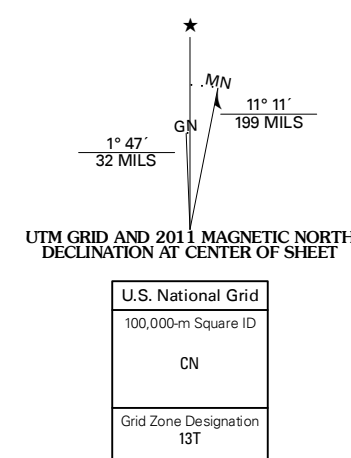 ★
MN
11° 11´
199 MILS
GN
1° 47´
32 MILS
UTM GRID AND 2011 MAGNETIC NORTH
DECLINATION AT CENTER OF SHEET
U.S. National Grid
100,000-m Square ID
CN
Grid Zone Designation
13T